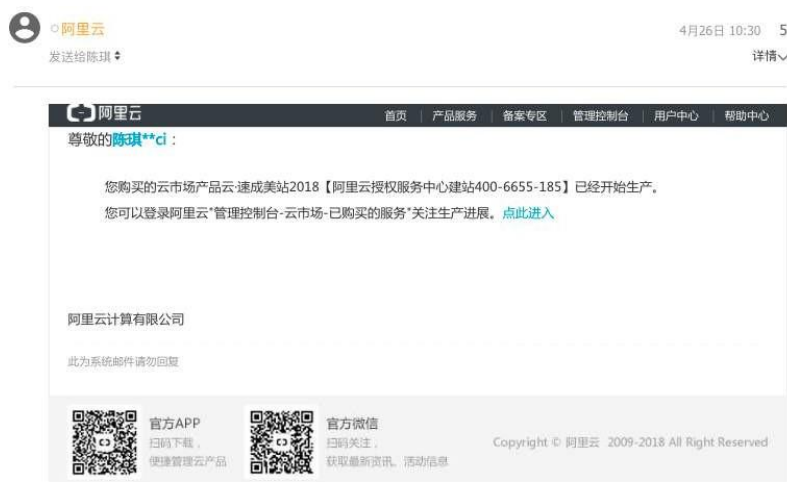 阿里云
4月26日 10:30 5
发送给陈琪
详情
阿里云 首页 产品服务 备案专区 管理控制台 用户中心 帮助中心
尊敬的陈琪**ci：
您购买的云市场产品云·速成美站2018【阿里云授权服务中心建站400-6655-185】已经开始生产。
您可以登录阿里云"管理控制台-云市场-已购买的服务"关注生产进展。点此进入
阿里云计算有限公司
此为系统邮件请勿回复
官方APP
扫码下载，
便捷管理云产品
官方微信
扫码关注，
获取最新资讯、活动信息
Copyright © 阿里云 2009-2018 All Right Reserved